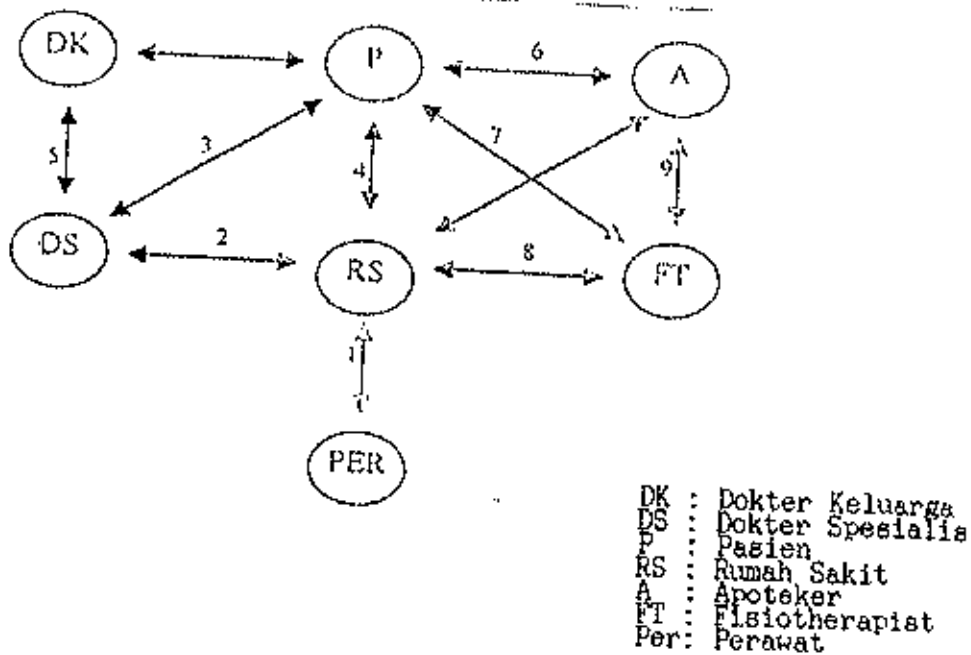 DK
P
6
A
5
3
4
7
9
DS
2
RS
8
FT
1
PER
DK : Dokter Keluarga
DS : Dokter Spesialis
P : Pasien
RS : Rumah Sakit
A : Apoteker
FT : Fisiotherapist
Per: Perawat